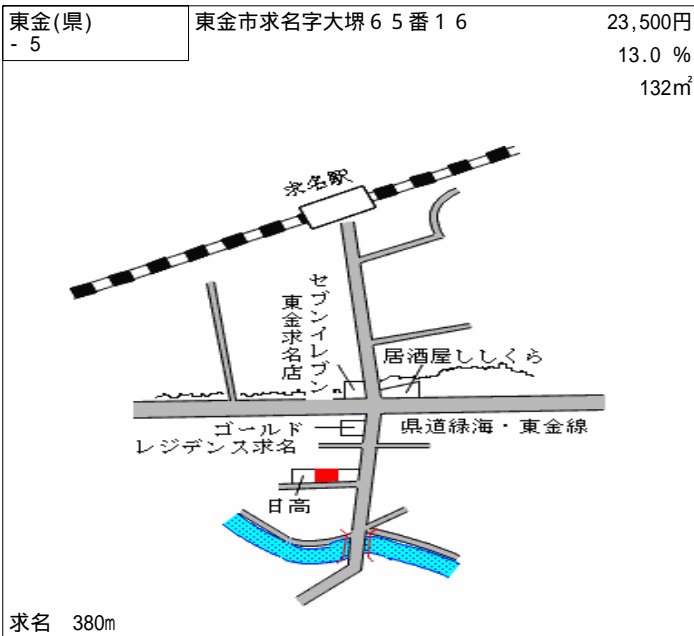 東金(県)
- 5
東金市求名字大堺６５番１６
23,500円
13.0 %
132㎡
求名駅
セブンイレブン
東金求名店
居酒屋ししくら
ゴールド
レジデンス求名
県道緑海・東金線
日高
求名 380m